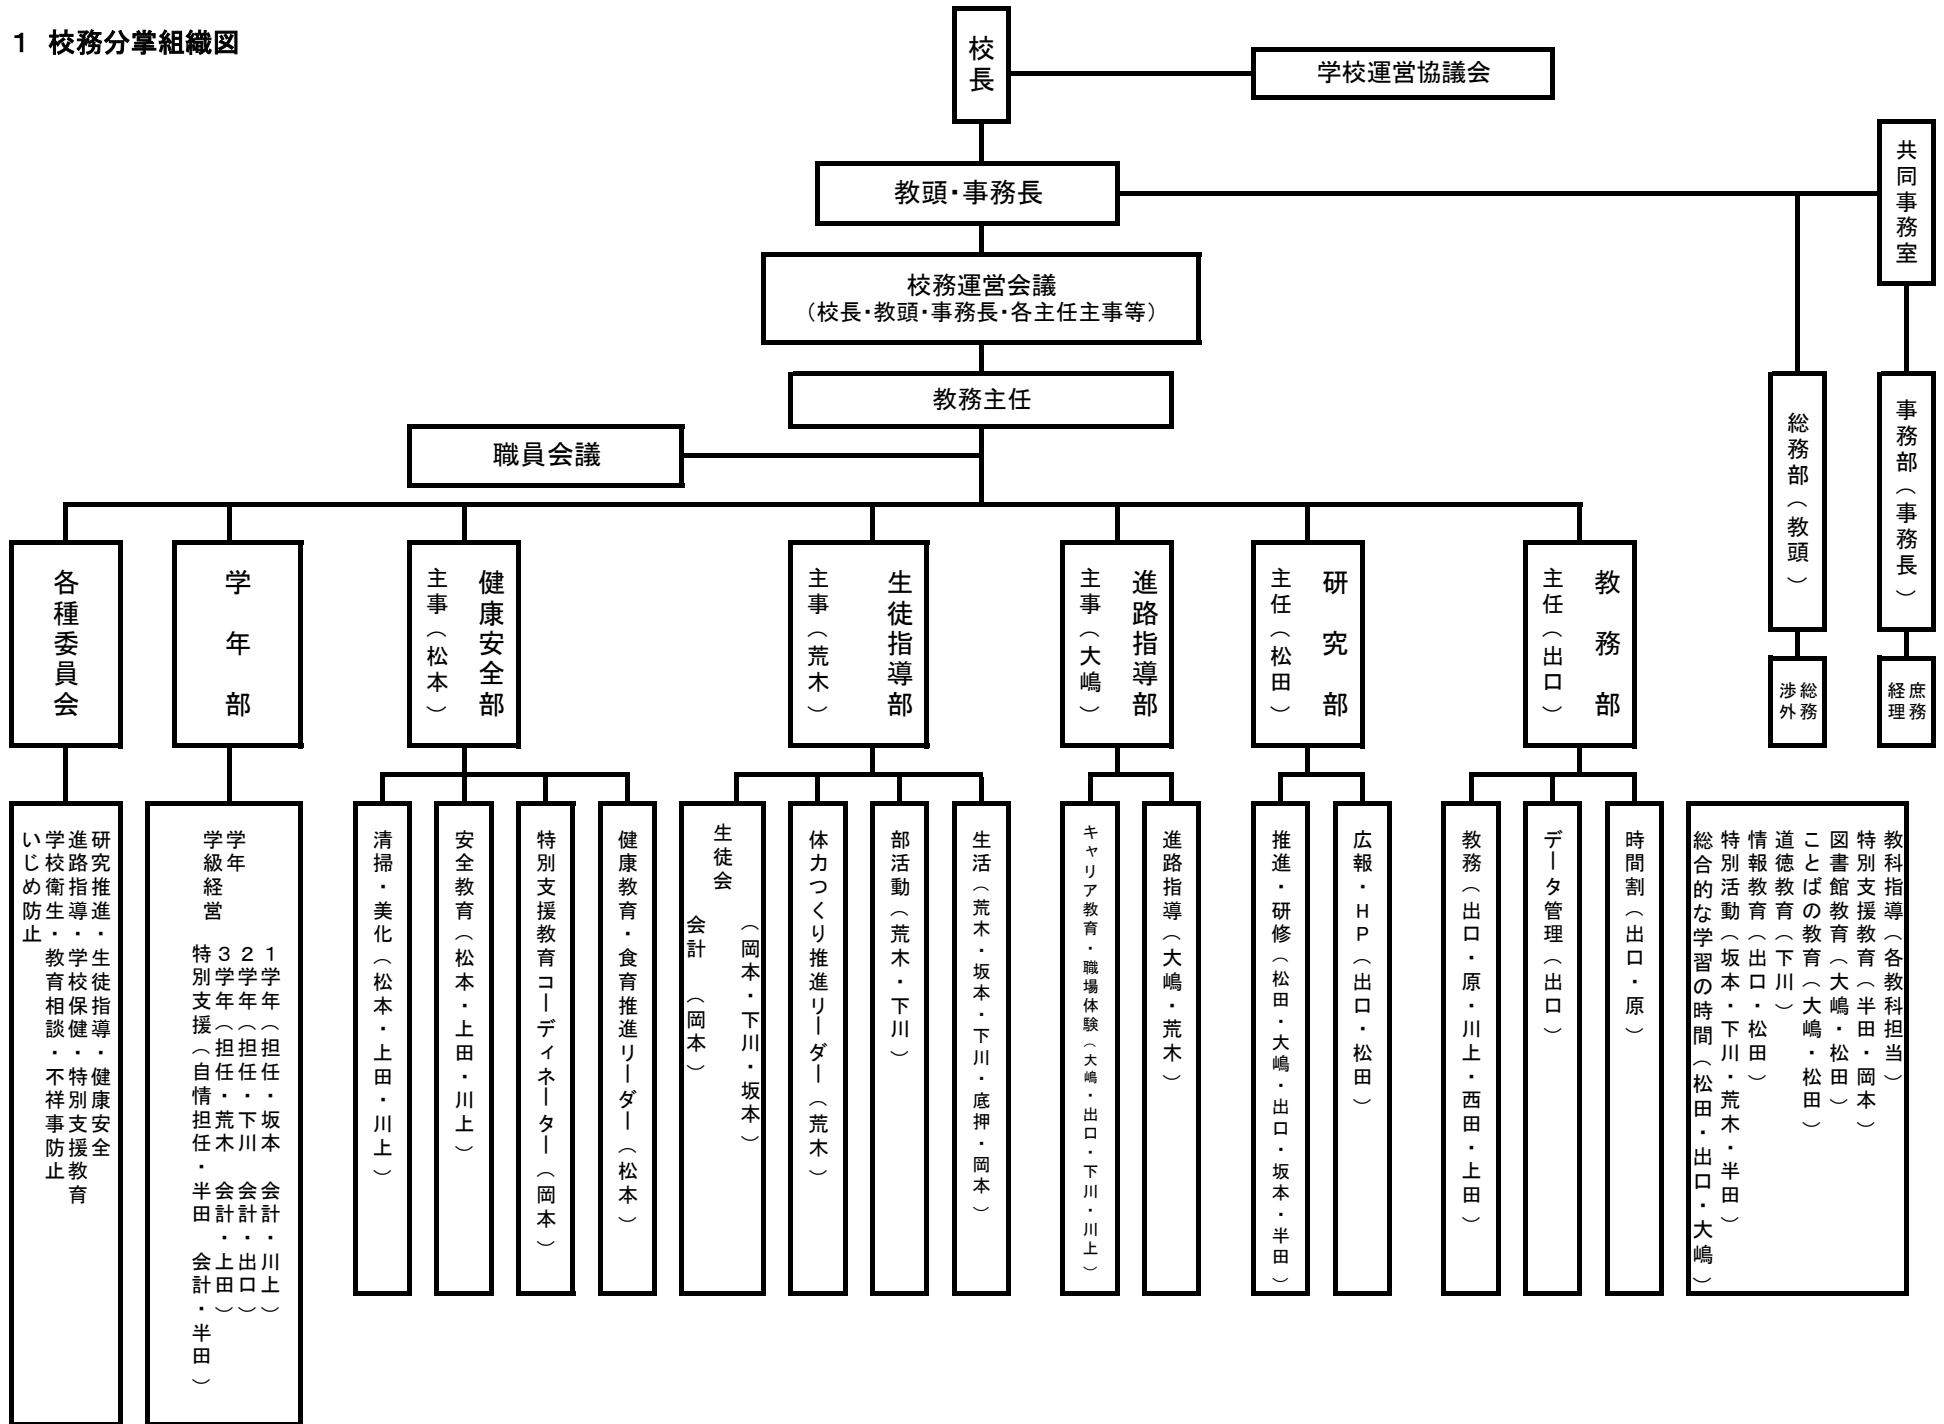 1 校務分掌組織図
校長
学校運営協議会
教頭・事務長
共同事務室
校務運営会議
（校長・教頭・事務長・各主任主事等）
教務主任
職員会議
総務部（教頭）
事務部（事務長）
総務
渉外
庶務
経理
各種委員会
学年部
健康安全部
主事（松本）
生徒指導部
主事（荒木）
進路指導部
主事（大嶋）
研究部
主任（松田）
教務部
主任（出口）
研究推進・生徒指導・健康安全
進路指導・学校保健・特別支援教育
学校衛生・教育相談・不祥事防止
いじめ防止
学年
学級経営
1学年（担任・坂本 会計・川上）
2学年（担任・下川 会計・出口）
3学年（担任・荒木 会計・上田）
特別支援（自情担任・半田 会計・半田）
清掃・美化（松本・上田・川上）
安全教育（松本・上田・川上）
特別支援教育コーディネーター（岡本）
健康教育・食育推進リーダー（松本）
生徒会
（岡本・下川・坂本）
会計 （岡本）
体力つくり推進リーダー（荒木）
部活動（荒木・下川）
生活（荒木・坂本・下川・底押・岡本）
キャリア教育・職場体験（大嶋・出口・下川・川上）
進路指導（大嶋・荒木）
推進・研修（松田・大嶋・出口・坂本・半田）
広報・HP（出口・松田）
教務（出口・原・川上・西田・上田）
データ管理（出口）
時間割（出口・原）
教科指導（各教科担当）
特別支援教育（半田・岡本）
図書館教育（大嶋・松田）
ことばの教育（大嶋・松田）
道徳教育（下川）
情報教育（出口・松田）
特別活動（坂本・下川・荒木・半田）
総合的な学習の時間（松田・出口・大嶋）